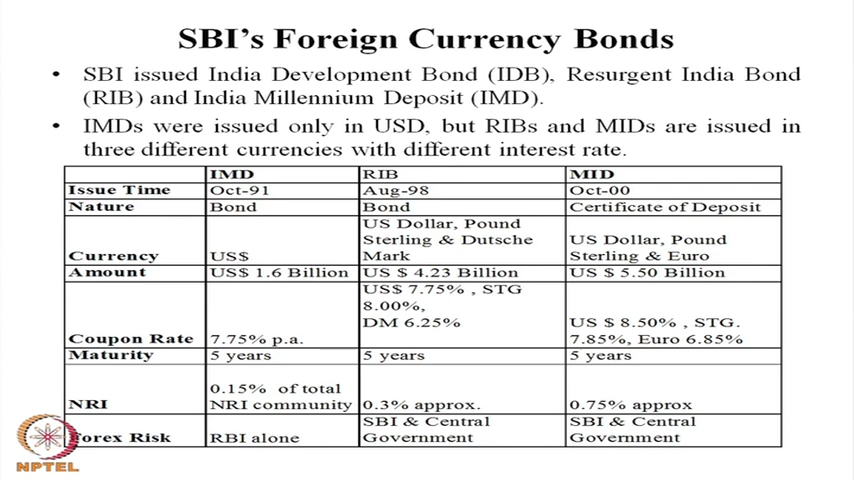 SBI's Foreign Currency Bonds
• SBI issued India Development Bond (IDB), Resurgent India Bond
(RIB) and India Millennium Deposit (IMD).
• IMDs were issued only in USD, but RIBs and MIDs are issued in
three different currencies with different interest rate.
IMD RIB MID
Issue Time Oct-91 Aug-98 Oct-00
Nature Bond Bond Certificate of Deposit
US Dollar, Pound
Sterling & Dutsche US Dollar, Pound
Currency US$ Mark Sterling & Euro
Amount US$ 1.6 Billion US $ 4.23 Billion US $ 5.50 Billion
US$ 7.75% , STG
8.00%,
DM 6.25% US $ 8.50% , STG.
Coupon Rate 7.75% p.a. 7.85%, Euro 6.85%
Maturity 5 years 5 years 5 years
0.15% of total
NRI NRI community 0.3% approx. 0.75% approx
SBI & Central SBI & Central
Forex Risk RBI alone Government Government
NPTEL